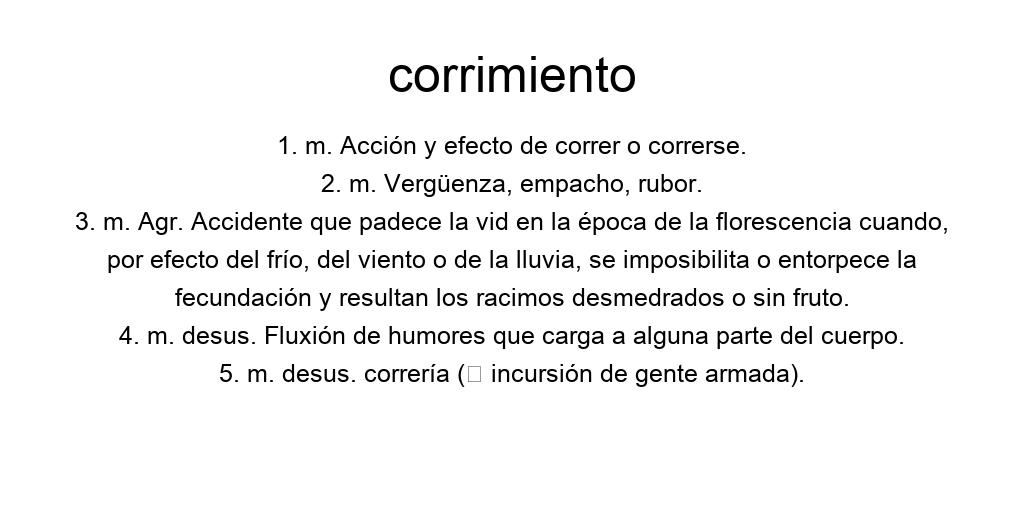 corrimiento
1. m. Acción y efecto de correr o correrse.
2. m. Vergüenza, empacho, rubor.
3. m. Agr. Accidente que padece la vid en la época de la florescencia cuando,
por efecto del frío, del viento o de la lluvia, se imposibilita o entorpece la
fecundación y resultan los racimos desmedrados o sin fruto.
4. m. desus. Fluxión de humores que carga a alguna parte del cuerpo.
5. m. desus. correría (□ incursión de gente armada).